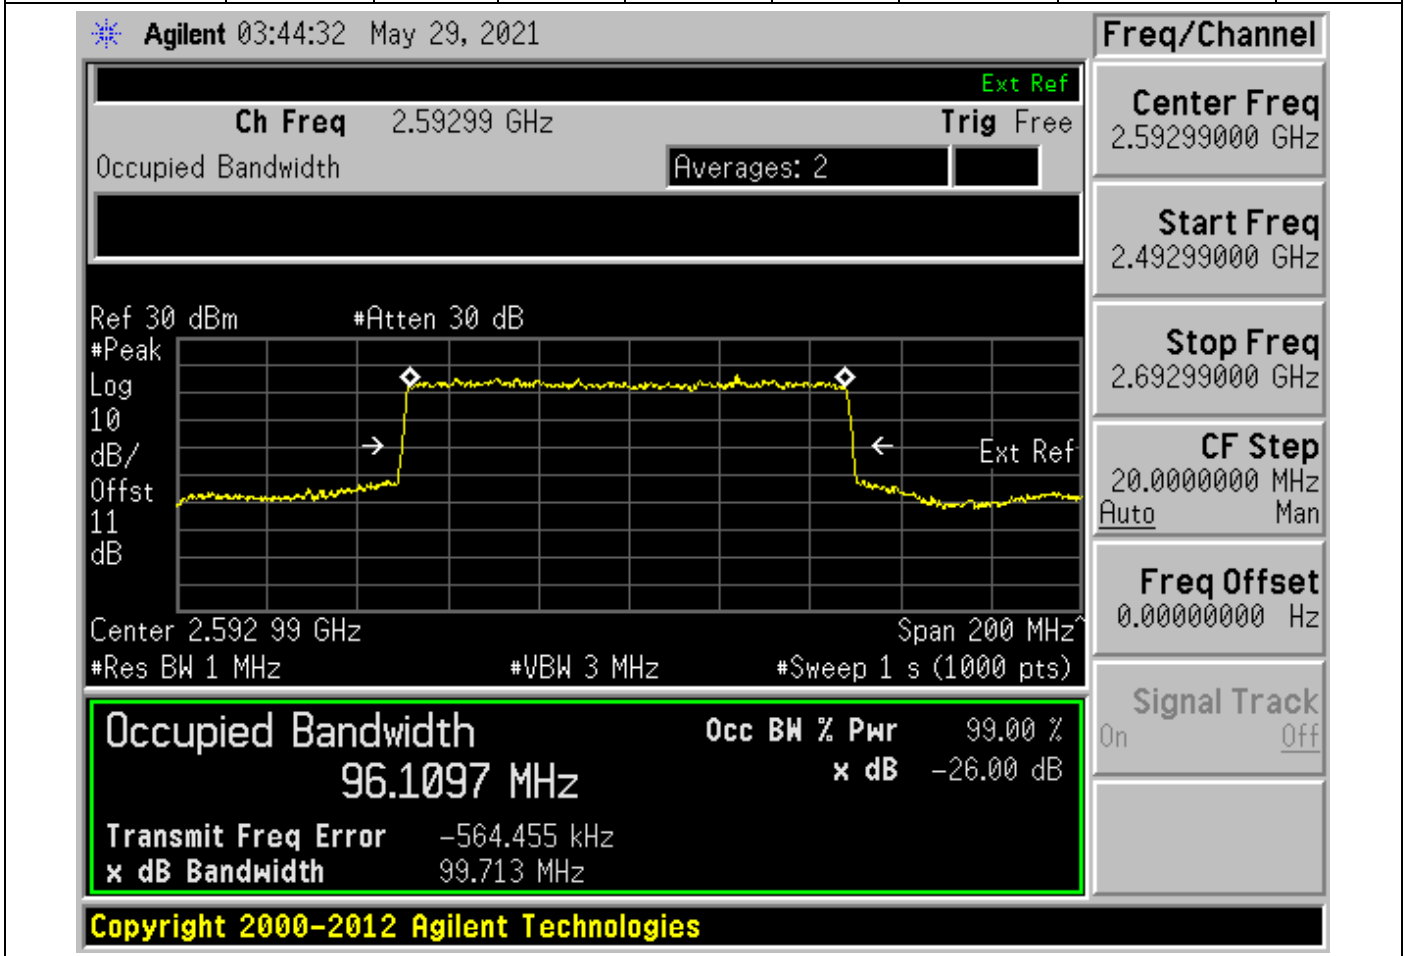 Agilent 03:44:32 May 29, 2021
Freq/Channel
Ext Ref
Ch Freq 2.59299 GHz
Trig Free
Occupied Bandwidth
Averages: 2
Center Freq
2.59299000 GHz
Start Freq
2.49299000 GHz
Stop Freq
2.69299000 GHz
CF Step
20.0000000 MHz
Auto Man
Freq Offset
0.00000000 Hz
Signal Track
On Off
Ref 30 dBm #Atten 30 dB
#Peak
Log
10
dB/
Offst
11
dB
Ext Ref
Center 2.592 99 GHz Span 200 MHz^
#Res BW 1 MHz #VBW 3 MHz #Sweep 1 s (1000 pts)
Occupied Bandwidth
96.1097 MHz
Occ BW % Pwr 99.00 %
x dB -26.00 dB
Transmit Freq Error -564.455 kHz
x dB Bandwidth 99.713 MHz
Copyright 2000-2012 Agilent Technologies